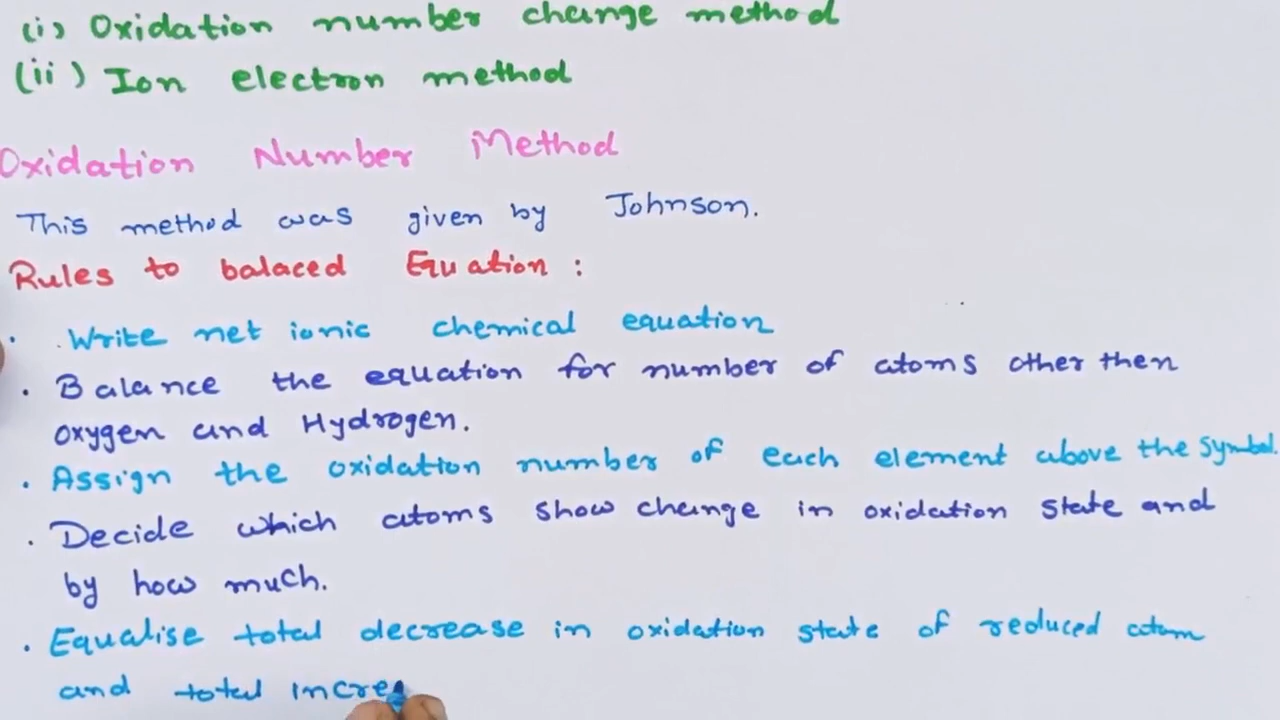 (i) Oxidation number change method
(ii) Ion electron method
Oxidation Number Method
This method was given by Johnson.
Rules to balaced Equation :
. Write net ionic chemical equation
. Balance the equation for number of atoms other then
oxygen and Hydrogen.
. Assign the oxidation number of each element above the symbol.
. Decide which atoms show change in oxidation state and
by how much.
. Equalise total decrease in oxidation state of reduced atom
and total incre